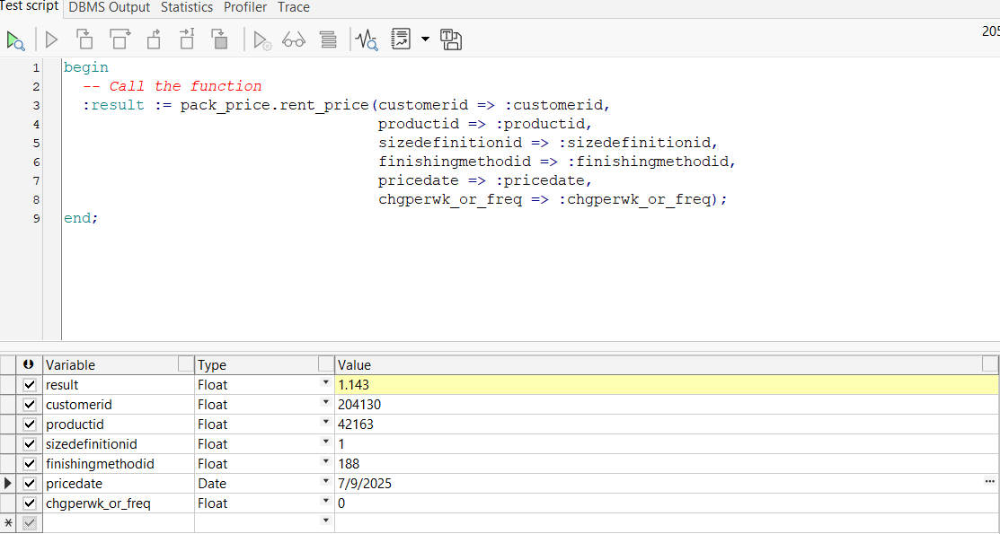 Test script DBMS Output Statistics Profiler Trace
205
1 begin
2 -- Call the function
3 :result := pack_price.rent_price(customerid => :customerid,
4 productid => :productid,
5 sizedefinitionid => :sizedefinitionid,
6 finishingmethodid => :finishingmethodid,
7 pricedate => :pricedate,
8 chgperwk_or_freq => :chgperwk_or_freq);
9 end;
Variable Type Value
result Float 1.143
customerid Float 204130
productid Float 42163
sizedefinitionid Float 1
finishingmethodid Float 188
pricedate Date 7/9/2025 ...
chgperwk_or_freq Float 0
*